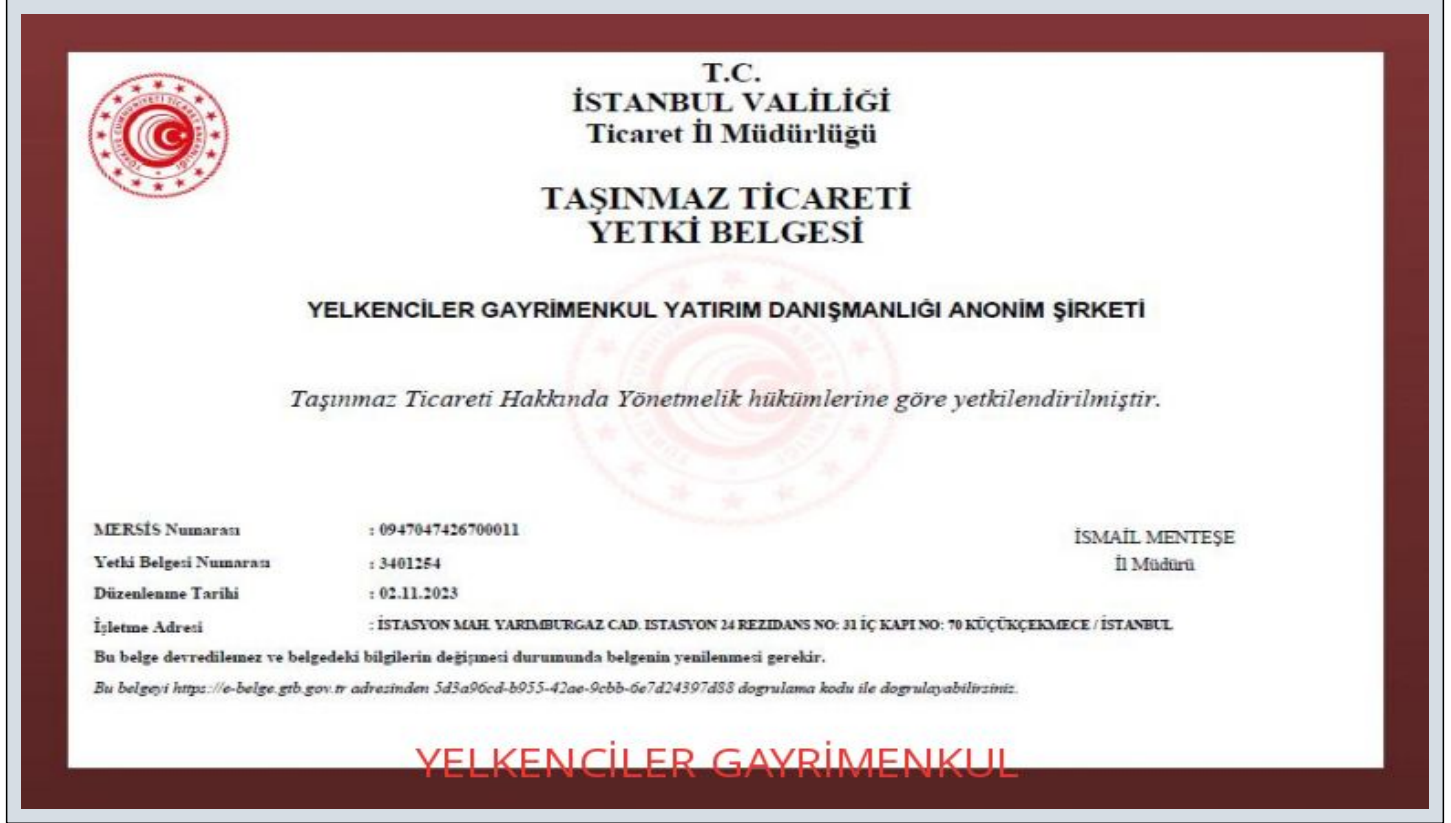 T.C.
İSTANBUL VALİLİĞİ
Ticaret İl Müdürlüğü
TAŞINMAZ TİCARETİ
YETKİ BELGESİ
YELKENCİLER GAYRİMENKUL YATIRIM DANIŞMANLIĞI ANONİM ŞİRKETİ
Taşınmaz Ticareti Hakkında Yönetmelik hükümlerine göre yetkilendirilmiştir.
MERSİS Numarası : 0947047426700011
Yetki Belgesi Numarası : 3401254
Düzenlenme Tarihi : 02.11.2023
İşletme Adresi : İSTASYON MAH. YARIMBURGAZ CAD. ISTASYON 24 REZIDANS NO: 31 İÇ KAPI NO: 70 KÜÇÜKÇEKMECE / İSTANBUL
İSMAİL MENTEŞE
İl Müdürü
Bu belge devredilemez ve belgedeki bilgilerin değişmesi durumunda belgenin yenilenmesi gerekir.
Bu belgeyi https://e-belge.gtb.gov.tr adresinden 5d3a96cd-b955-42ae-9cbb-6e7d24397d88 dogrulama kodu ile dogrulayabilirsiniz.
YELKENCİLER GAYRİMENKUL